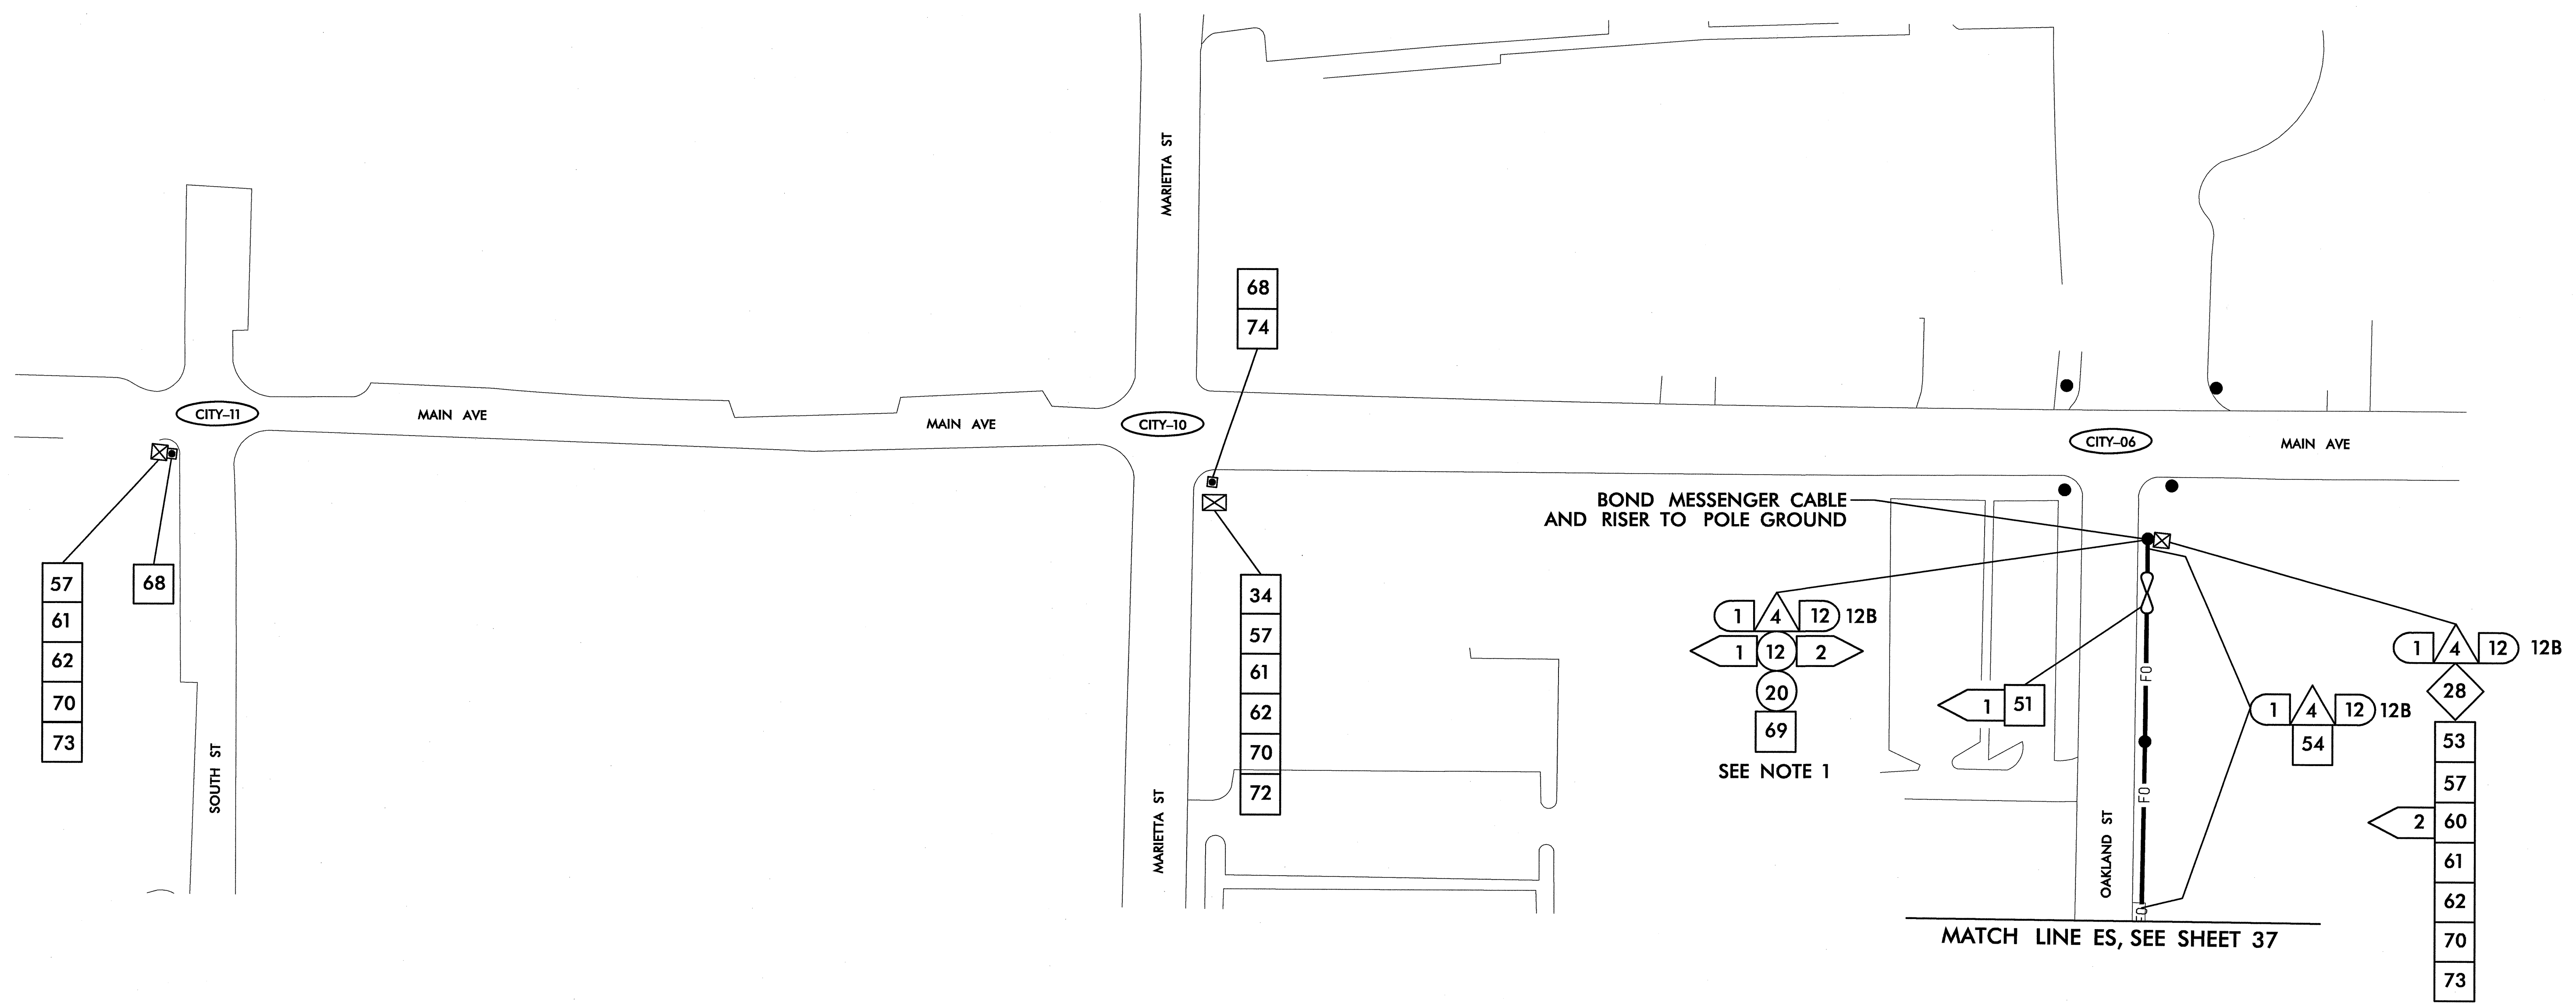 MARIETTA ST
68
74
CITY-11
MAIN AVE
MAIN AVE
CITY-10
CITY-06
MAIN AVE
BOND MESSENGER CABLE
AND RISER TO POLE GROUND
57
61
62
70
73
68
SOUTH ST
34
57
61
62
70
72
MARIETTA ST
1 4 12 12B
1 12 2
20
69
SEE NOTE 1
1 51
FO
FO
FO
OAKLAND ST
1 4 12 12B
54
1 4 12 12B
28
53
57
2 60
61
62
70
73
MATCH LINE ES, SEE SHEET 37